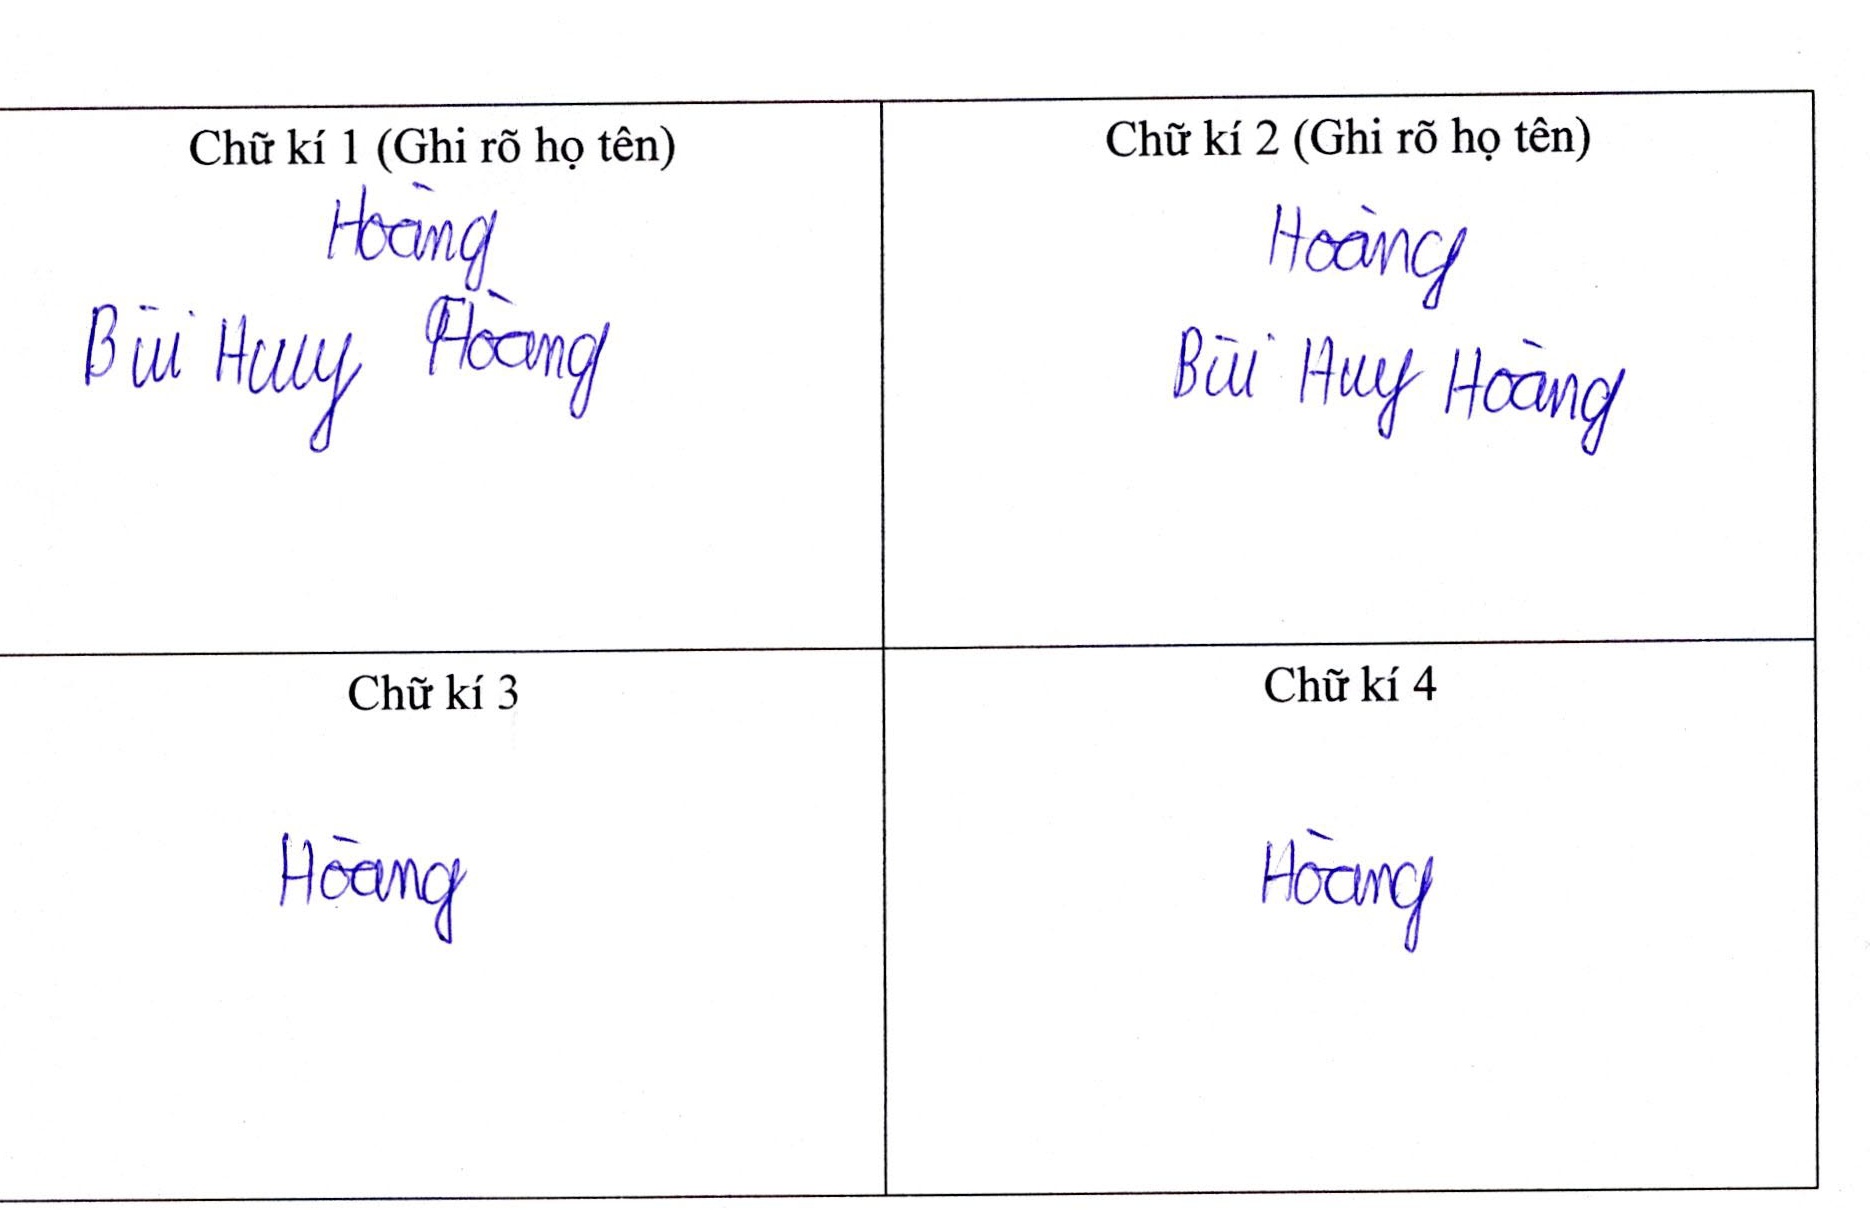 Chữ kí 1 (Ghi rõ họ tên)
Hoàng
Bùi Huy Hoàng
Chữ kí 2 (Ghi rõ họ tên)
Hoàng
Bùi Huy Hoàng
Chữ kí 3
Hoàng
Chữ kí 4
Hoàng